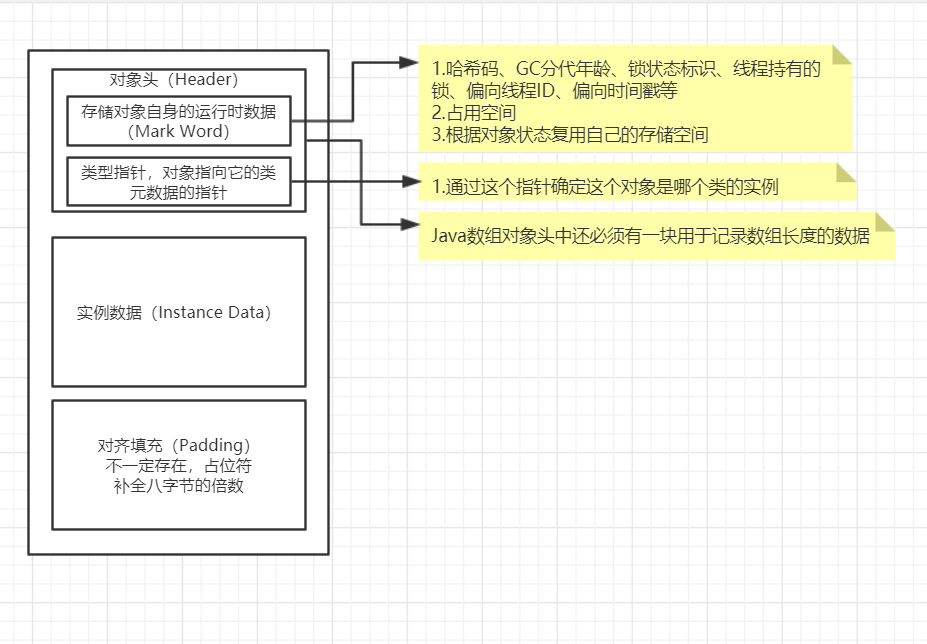 对象头（Header）
存储对象自身的运行时数据
（Mark Word）
类型指针，对象指向它的类
元数据的指针
1.哈希码、GC分代年龄、锁状态标识、线程持有的
锁、偏向线程ID、偏向时间戳等
2.占用空间
3.根据对象状态复用自己的存储空间
1.通过这个指针确定这个对象是哪个类的实例
Java数组对象头中还必须有一块用于记录数组长度的数据
实例数据（Instance Data）
对齐填充（Padding）
不一定存在，占位符
补全八字节的倍数